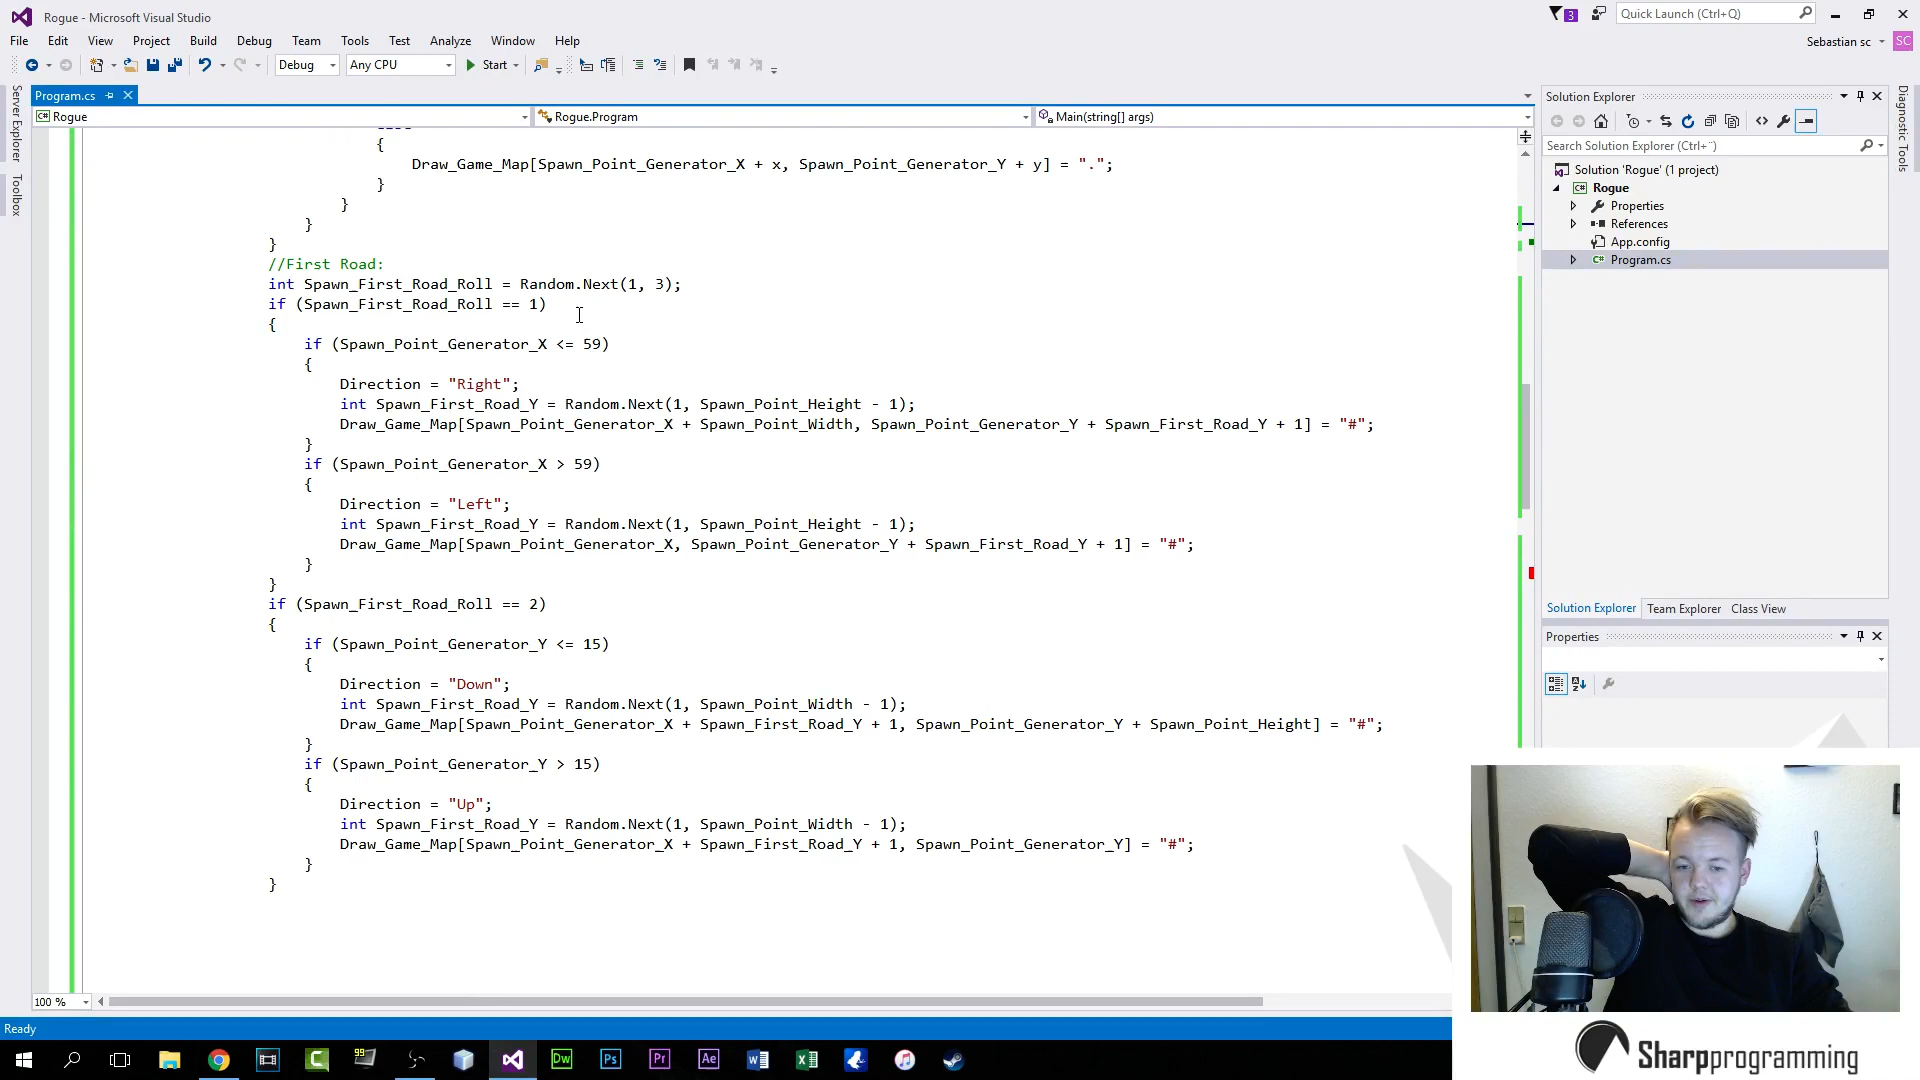 Rogue - Microsoft Visual Studio
3
Quick Launch (Ctrl+Q)
File Edit View Project Build Debug Team Tools Test Analyze Window Help
Sebastian sc SC
Debug Any CPU Start
Program.cs
Rogue Rogue.Program Main(string[] args)
Server Explorer
Toolbox
{
Draw_Game_Map[Spawn_Point_Generator_X + x, Spawn_Point_Generator_Y + y] = ".";
}
}
}
}
//First Road:
int Spawn_First_Road_Roll = Random.Next(1, 3);
if (Spawn_First_Road_Roll == 1)
{
if (Spawn_Point_Generator_X <= 59)
{
Direction = "Right";
int Spawn_First_Road_Y = Random.Next(1, Spawn_Point_Height - 1);
Draw_Game_Map[Spawn_Point_Generator_X + Spawn_Point_Width, Spawn_Point_Generator_Y + Spawn_First_Road_Y + 1] = "#";
}
if (Spawn_Point_Generator_X > 59)
{
Direction = "Left";
int Spawn_First_Road_Y = Random.Next(1, Spawn_Point_Height - 1);
Draw_Game_Map[Spawn_Point_Generator_X, Spawn_Point_Generator_Y + Spawn_First_Road_Y + 1] = "#";
}
}
if (Spawn_First_Road_Roll == 2)
{
if (Spawn_Point_Generator_Y <= 15)
{
Direction = "Down";
int Spawn_First_Road_Y = Random.Next(1, Spawn_Point_Width - 1);
Draw_Game_Map[Spawn_Point_Generator_X + Spawn_First_Road_Y + 1, Spawn_Point_Generator_Y + Spawn_Point_Height] = "#";
}
if (Spawn_Point_Generator_Y > 15)
{
Direction = "Up";
int Spawn_First_Road_Y = Random.Next(1, Spawn_Point_Width - 1);
Draw_Game_Map[Spawn_Point_Generator_X + Spawn_First_Road_Y + 1, Spawn_Point_Generator_Y] = "#";
}
}
100 %
Ready
Solution Explorer
Search Solution Explorer (Ctrl+¨)
Solution 'Rogue' (1 project)
C# Rogue
Properties
References
App.config
C# Program.cs
Solution Explorer Team Explorer Class View
Properties
Diagnostic Tools
99
Dw Ps Pr Ae
Sharpprogramming